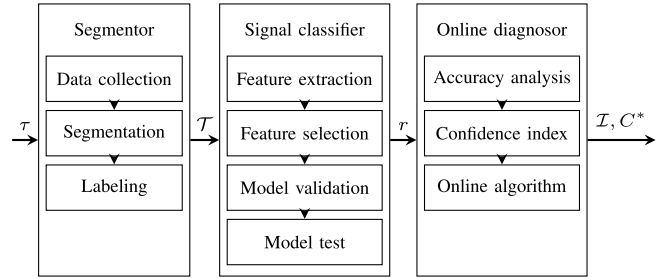 Segmentor
Data collection
Segmentation
Labeling
Signal classifier
Feature extraction
Feature selection
Model validation
Model test
Online diagnosor
Accuracy analysis
Confidence index
Online algorithm
τ
𝒯
r
ℐ, C*